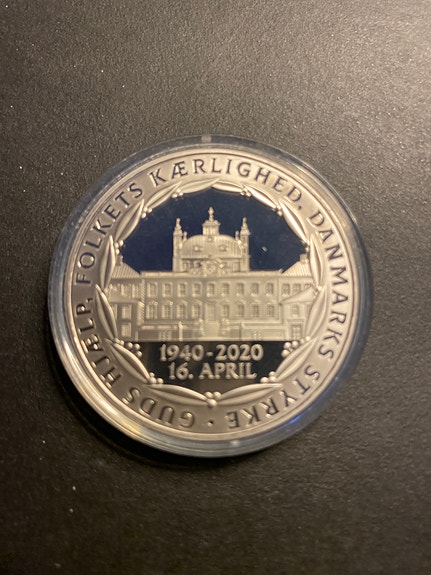 GUDS HJÆLP, FOLKETS KÆRLIGHED, DANMARKS STYRKE ·
1940 - 2020
16. APRIL